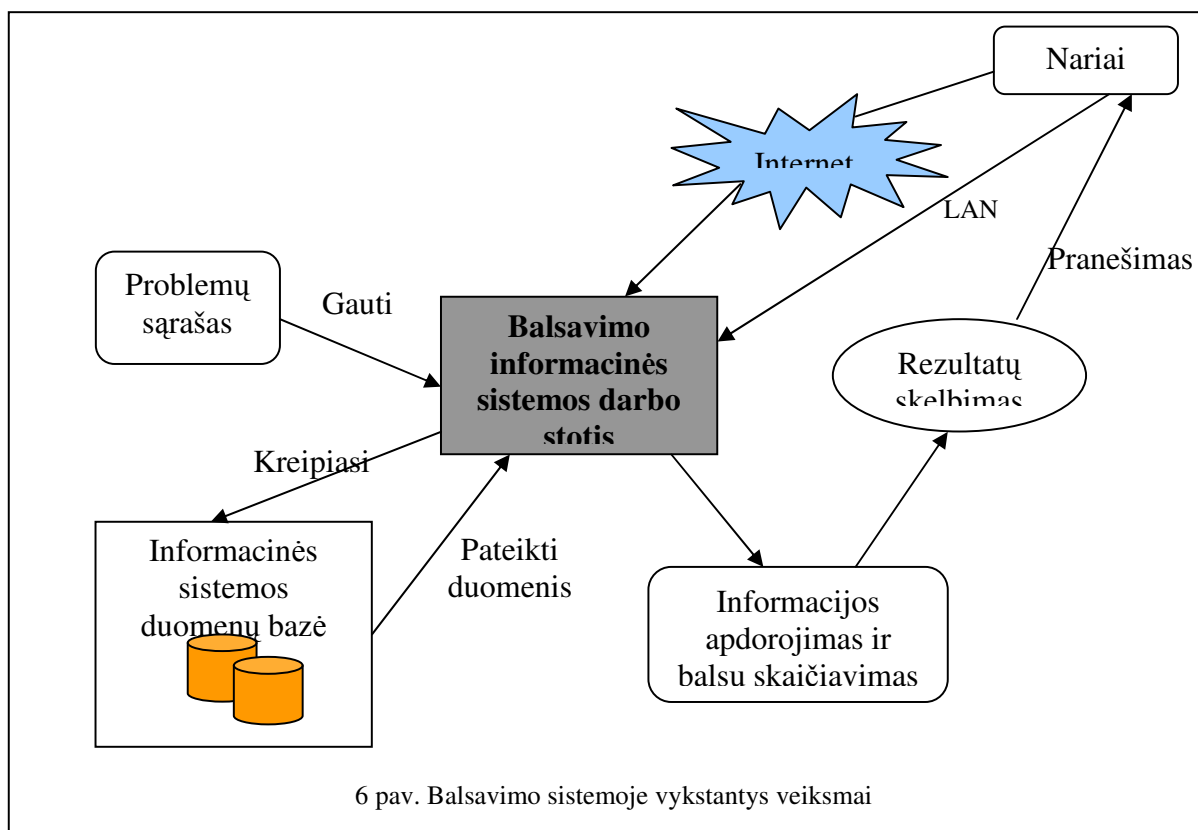 Nariai
Internet
LAN
Pranešimas
Problemų
sąrašas
Gauti
Balsavimo
informacinės
sistemos darbo
stotis
Rezultatų
skelbimas
Kreipiasi
Informacinės
sistemos
duomenų bazė
Pateikti
duomenis
Informacijos
apdorojimas ir
balsu skaičiavimas
6 pav. Balsavimo sistemoje vykstantys veiksmai